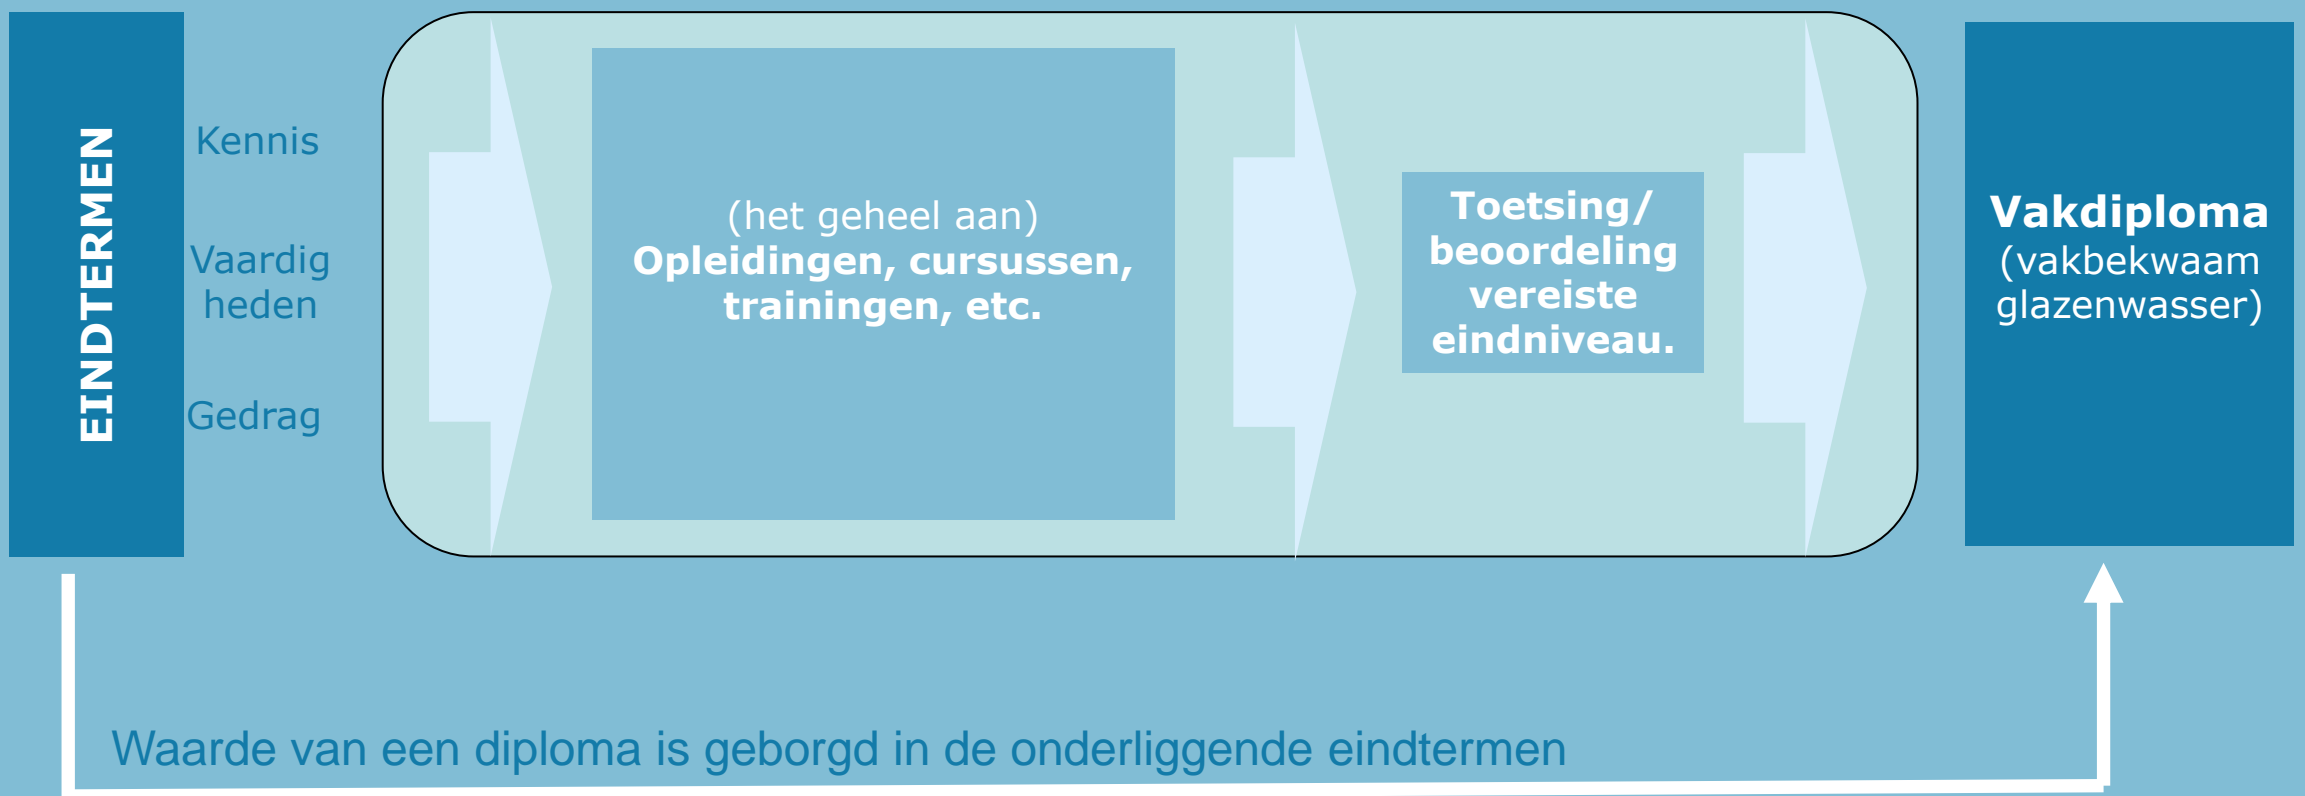 EINDTERMEN
Kennis
Vaardig
heden
Gedrag
(het geheel aan)
Opleidingen, cursussen,
trainingen, etc.
Toetsing/
beoordeling
vereiste
eindniveau.
Vakdiploma
(vakbekwaam
glazenwasser)
Waarde van een diploma is geborgd in de onderliggende eindtermen